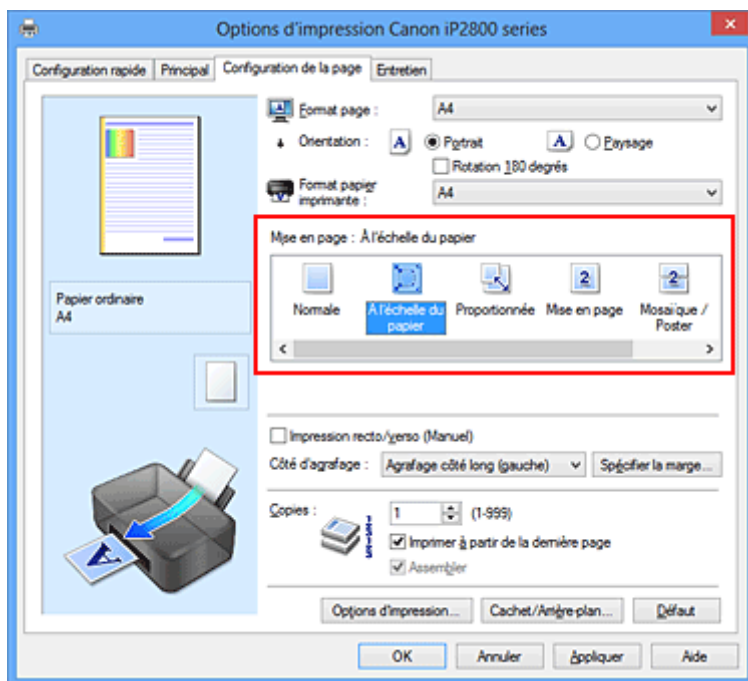 Options d'impression Canon iP2800 series
Configuration rapide Principal Configuration de la page Entretien
Format page : A4
Orientation : A Portrait A Paysage
Rotation 180 degrés
Format papier imprimante : A4
Mise en page : À l'échelle du papier
Normale À l'échelle du papier Proportionnée Mise en page Mosaïque / Poster
Papier ordinaire
A4
Impression recto/verso (Manuel)
Côté d'agrafage : Agrafage côté long (gauche) Spécifier la marge...
Copies : 1 (1-999)
Imprimer à partir de la dernière page
Assembler
Options d'impression... Cachet/Arrière-plan... Défaut
OK Annuler Appliquer Aide